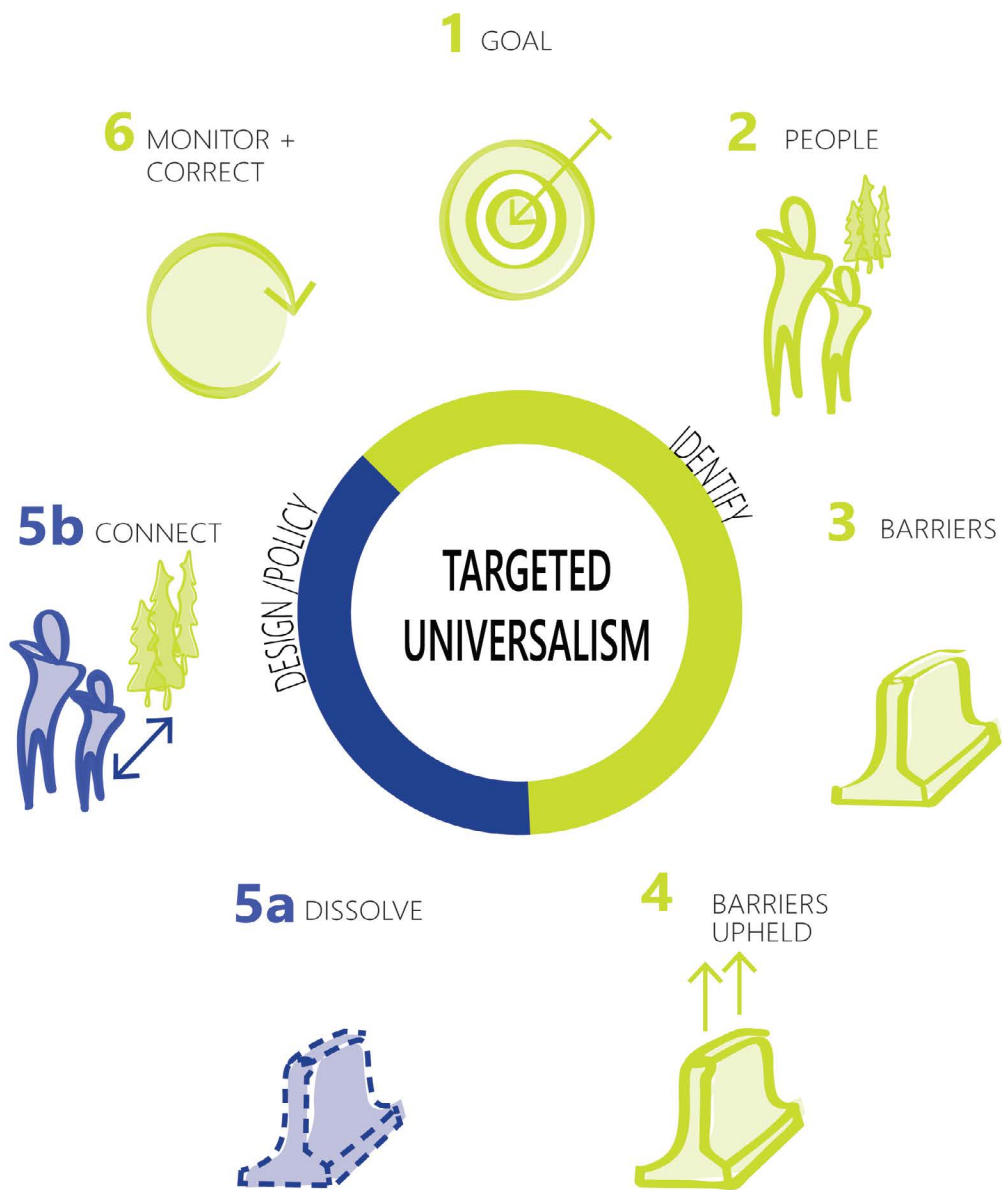 1 GOAL
6 MONITOR +
CORRECT
2 PEOPLE
IDENTIFY
DESIGN /POLICY
5b CONNECT
3 BARRIERS
TARGETED
UNIVERSALISM
5a DISSOLVE
4 BARRIERS
UPHELD